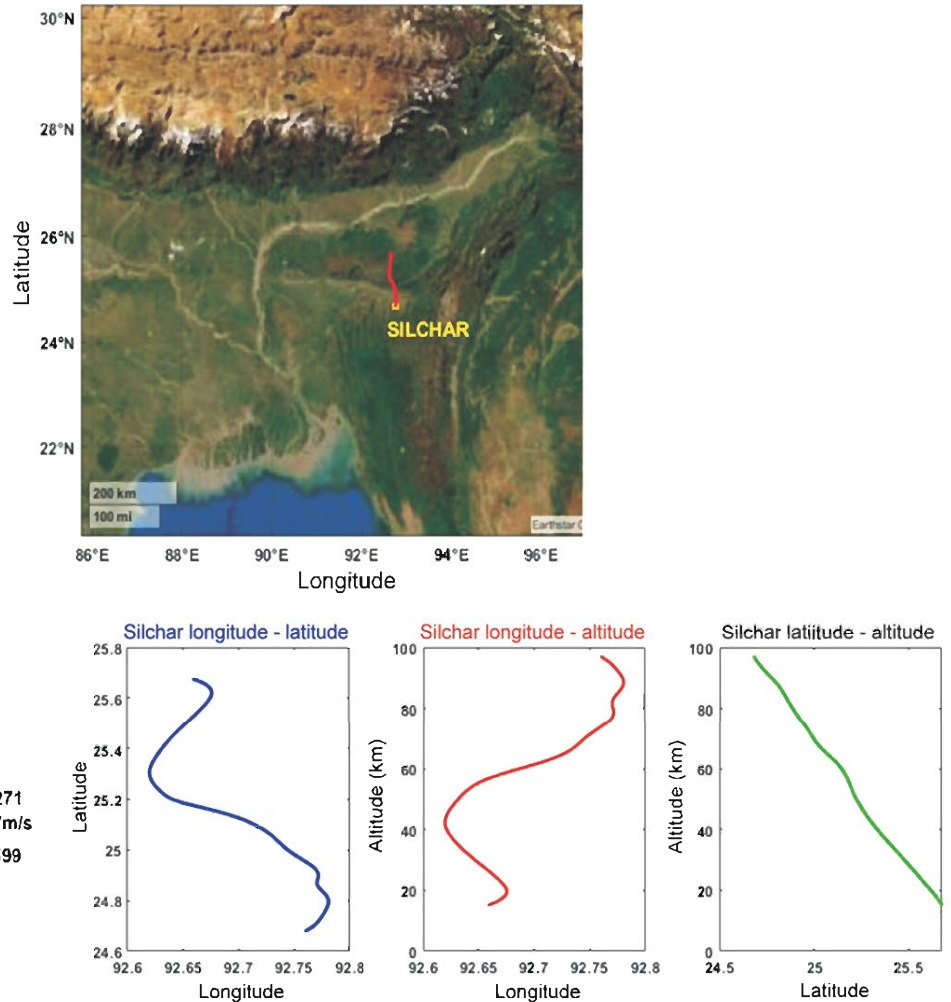 30°N
28°N
26°N
24°N
22°N
Latitude
SILCHAR
200 km
100 mi
Earthstar
86°E 88°E 90°E 92°E 94°E 96°E
Longitude
271
/m/s
599
Silchar longitude - latitude
25.8
25.6
25.4
25.2
25
24.8
24.6
Latitude
92.6 92.65 92.7 92.75 92.8
Longitude
Silchar longitude - altitude
100
80
60
40
20
0
Altitude (km)
92.6 92.65 92.7 92.75 92.8
Longitude
Silchar latiitude - altitude
100
80
60
40
20
0
Altitude (km)
24.5 25 25.5
Latitude